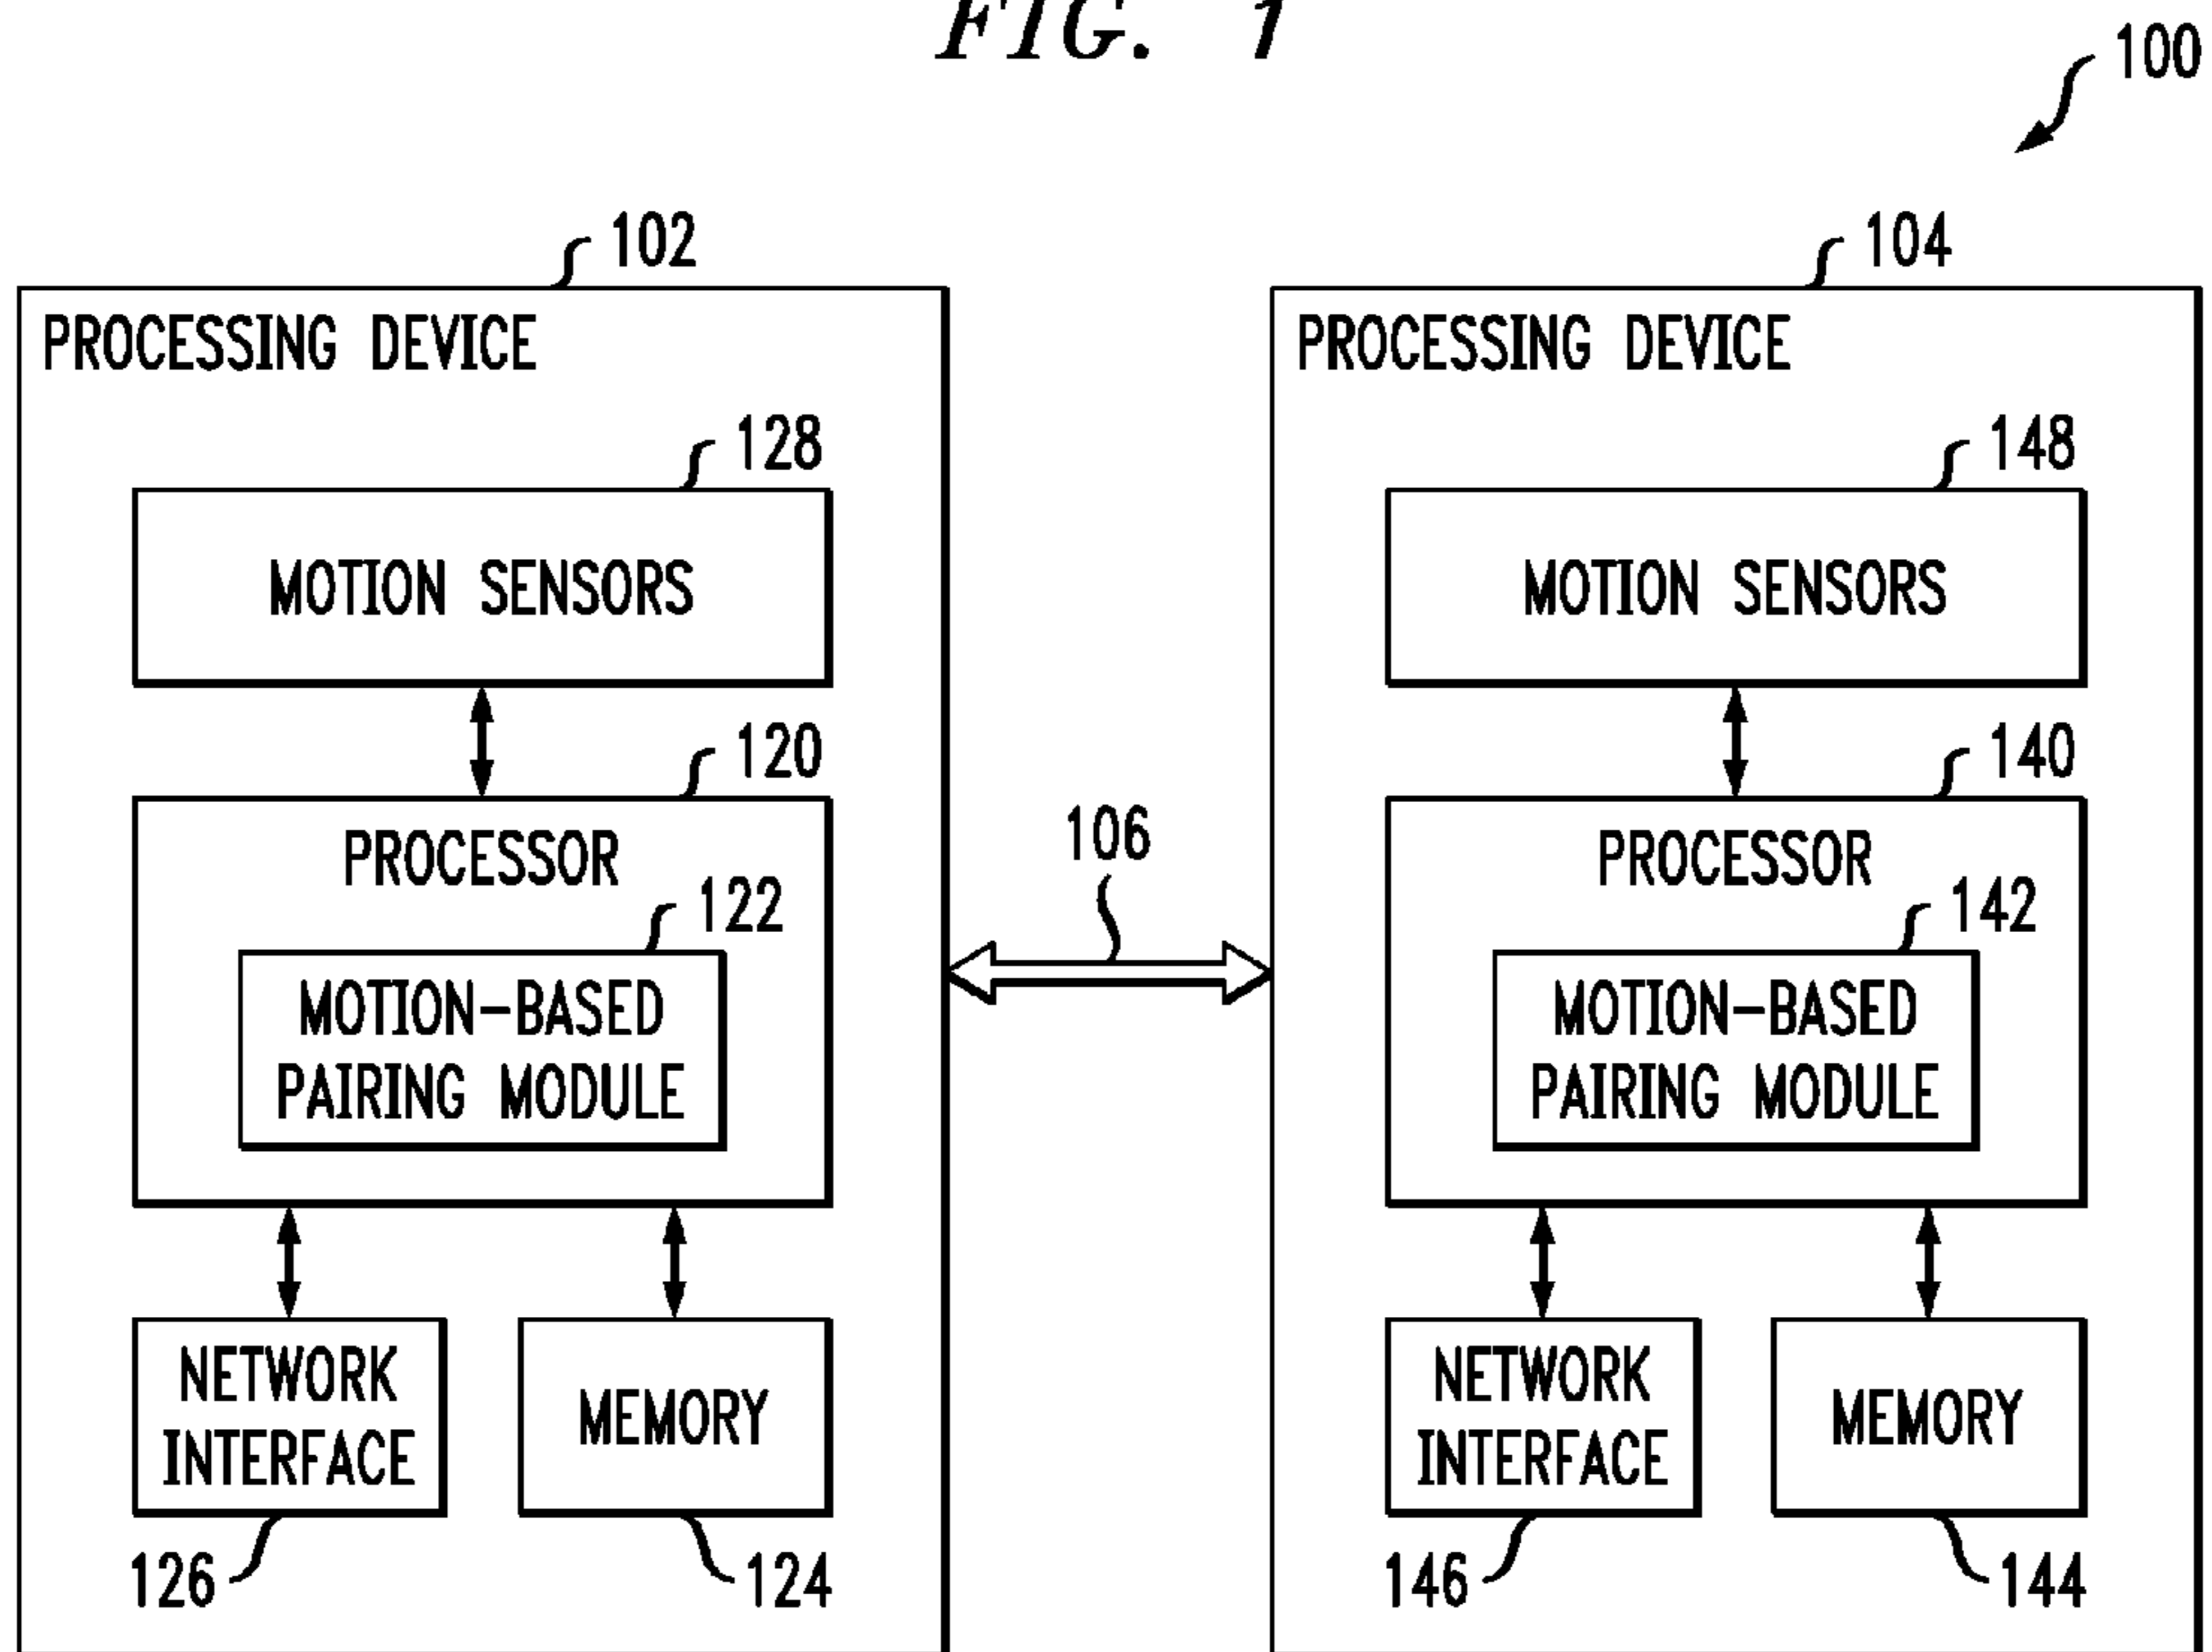 FIG. 1
100
102
PROCESSING DEVICE
128
MOTION SENSORS
120
PROCESSOR
122
MOTION-BASED
PAIRING MODULE
NETWORK
INTERFACE
126
MEMORY
124
106
104
PROCESSING DEVICE
148
MOTION SENSORS
140
PROCESSOR
142
MOTION-BASED
PAIRING MODULE
NETWORK
INTERFACE
146
MEMORY
144